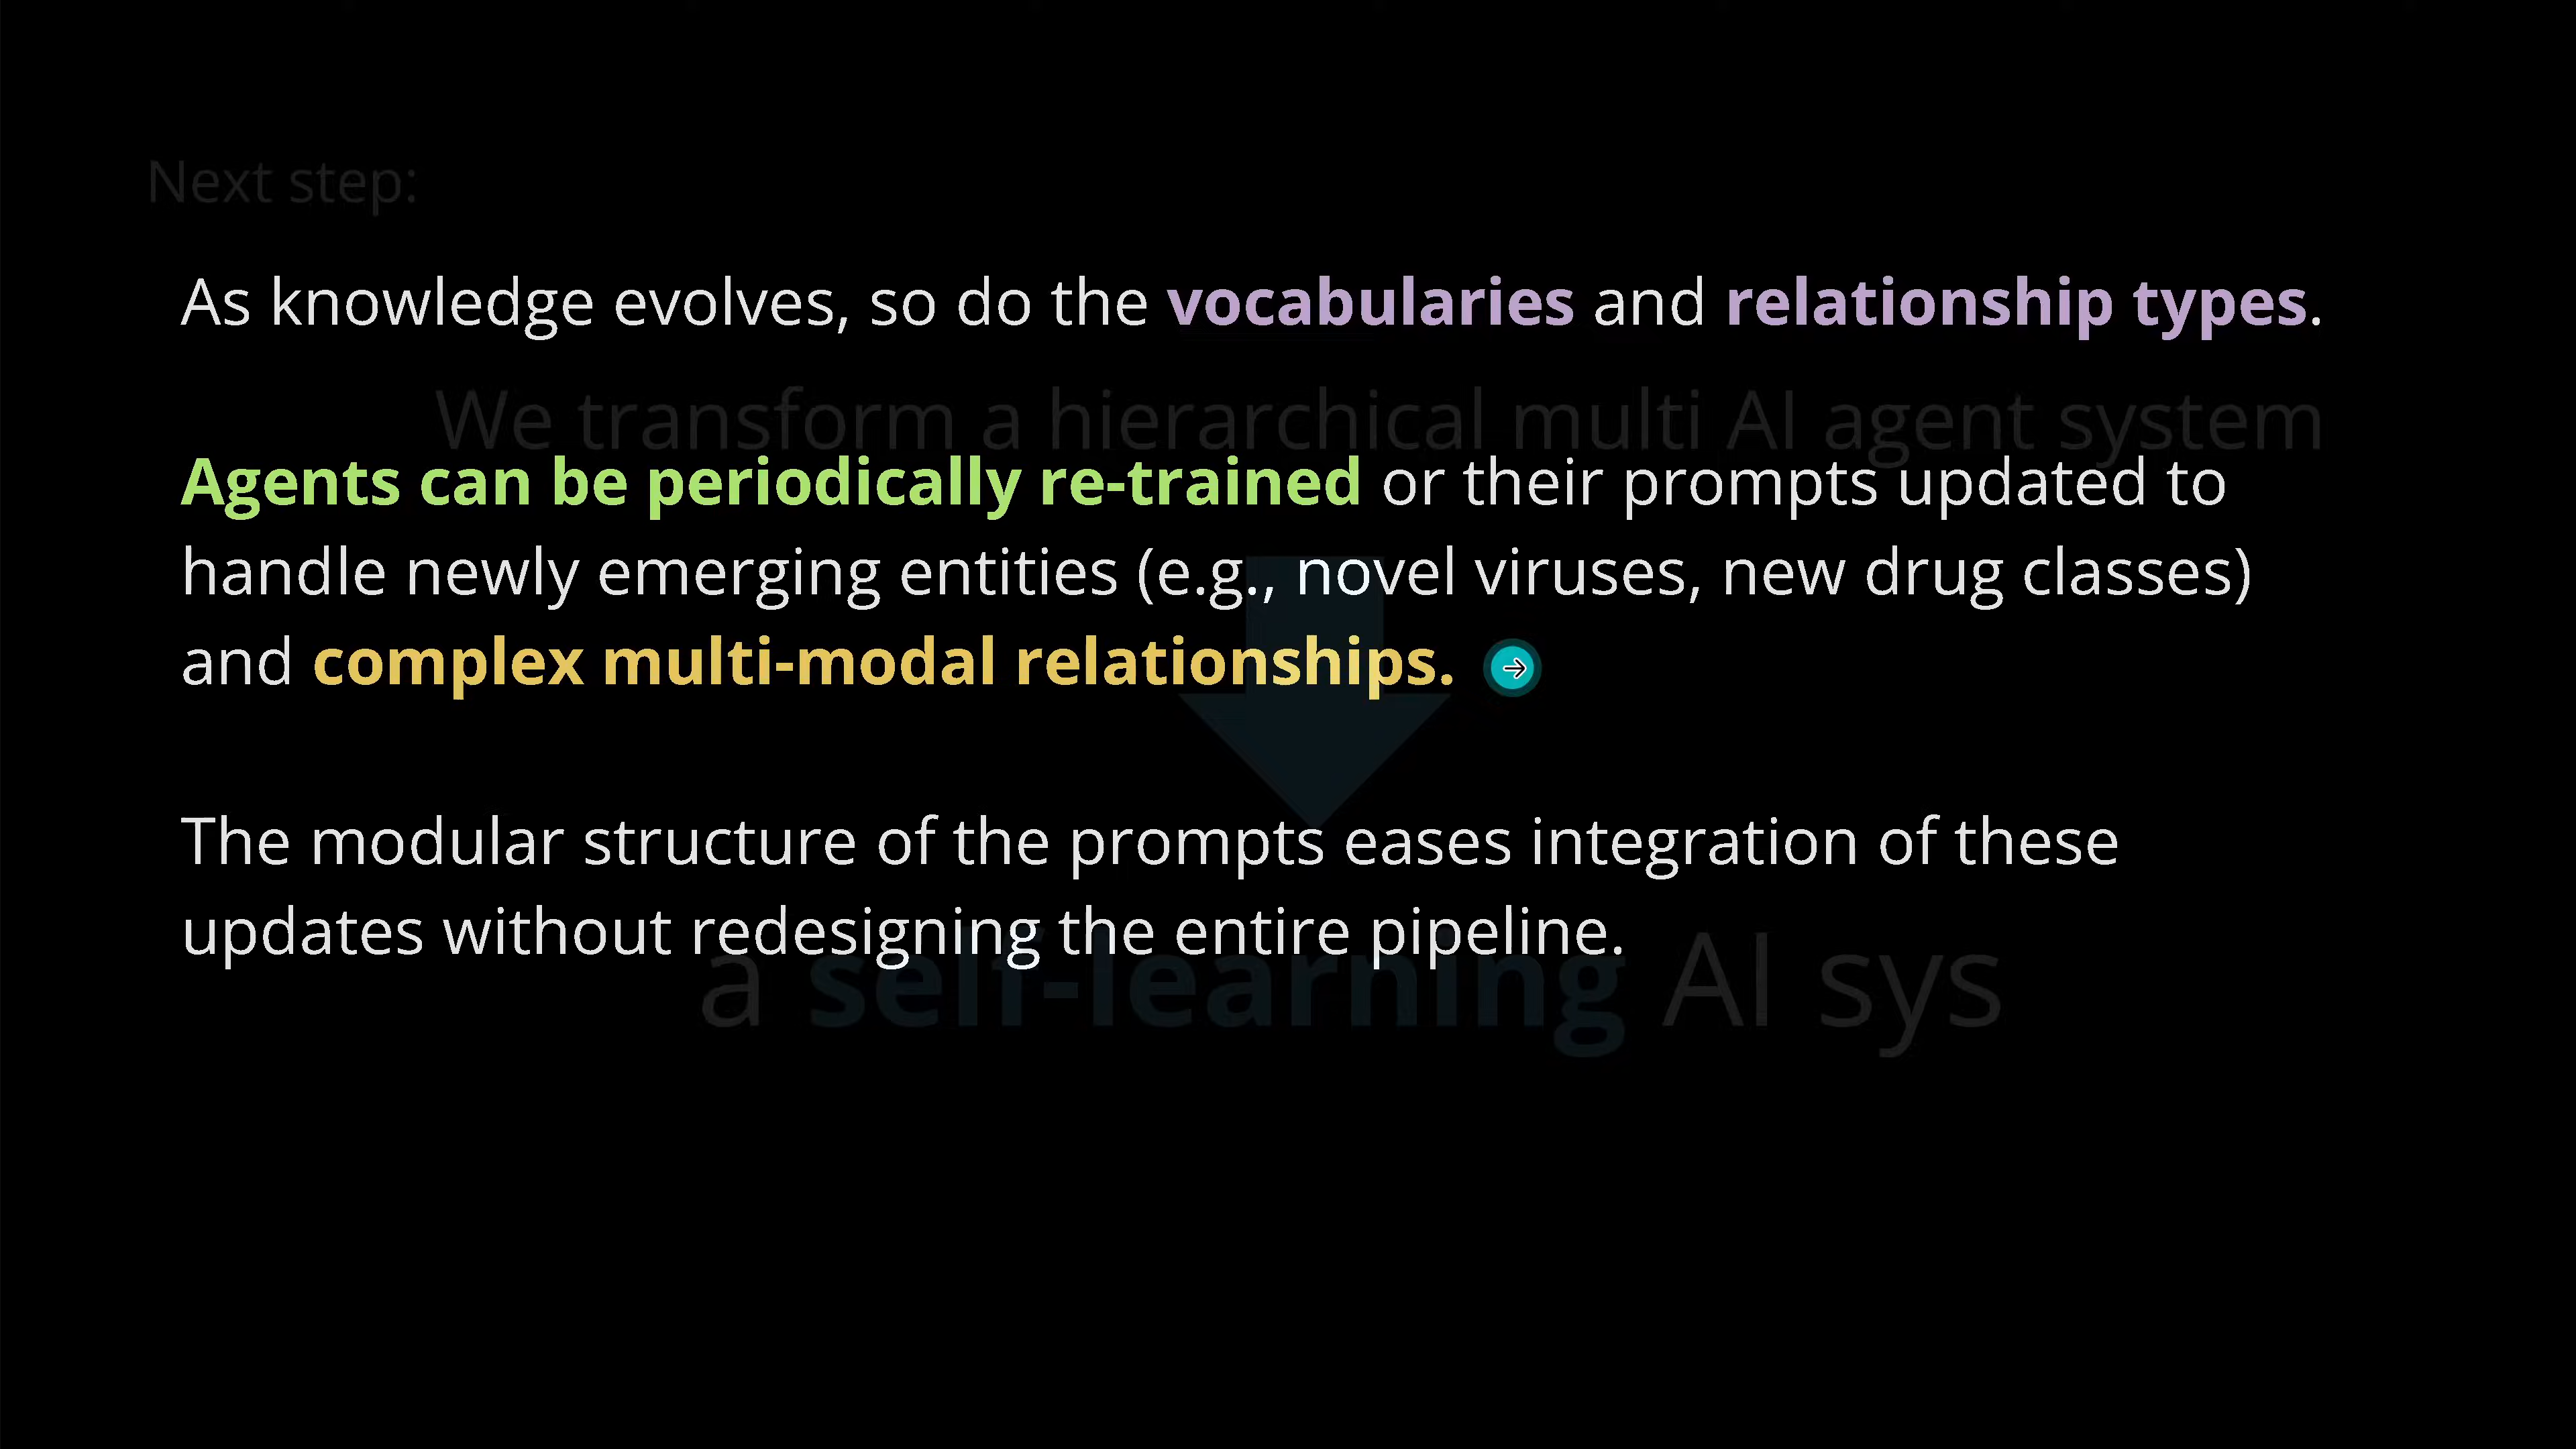 Next step:
As knowledge evolves, so do the vocabularies and relationship types.
We transform a hierarchical multi AI agent system
Agents can be periodically re-trained or their prompts updated to
handle newly emerging entities (e.g., novel viruses, new drug classes)
and complex multi-modal relationships.
The modular structure of the prompts eases integration of these
updates without redesigning the entire pipeline.
a self-learning AI sys